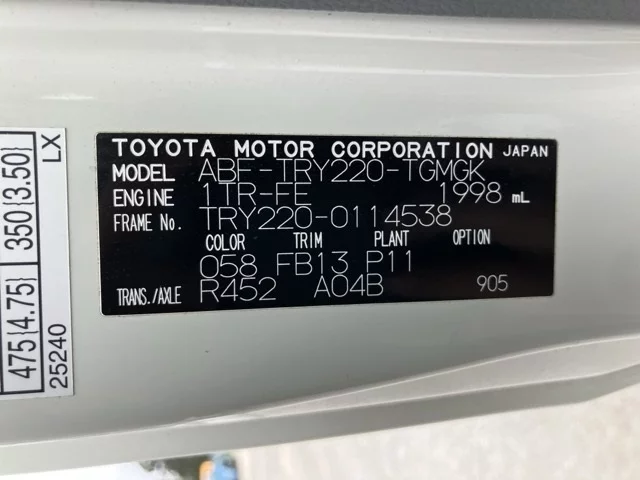 TOYOTA MOTOR CORPORATION JAPAN
MODEL ABF-TRY220-TGMGK
ENGINE 1TR-FE 1998 mL
FRAME No. TRY220-0114538
COLOR TRIM PLANT OPTION
058 FB13 P11
TRANS./AXLE R452 A04B 905
475(4.75) 350(3.50)
25240 LX